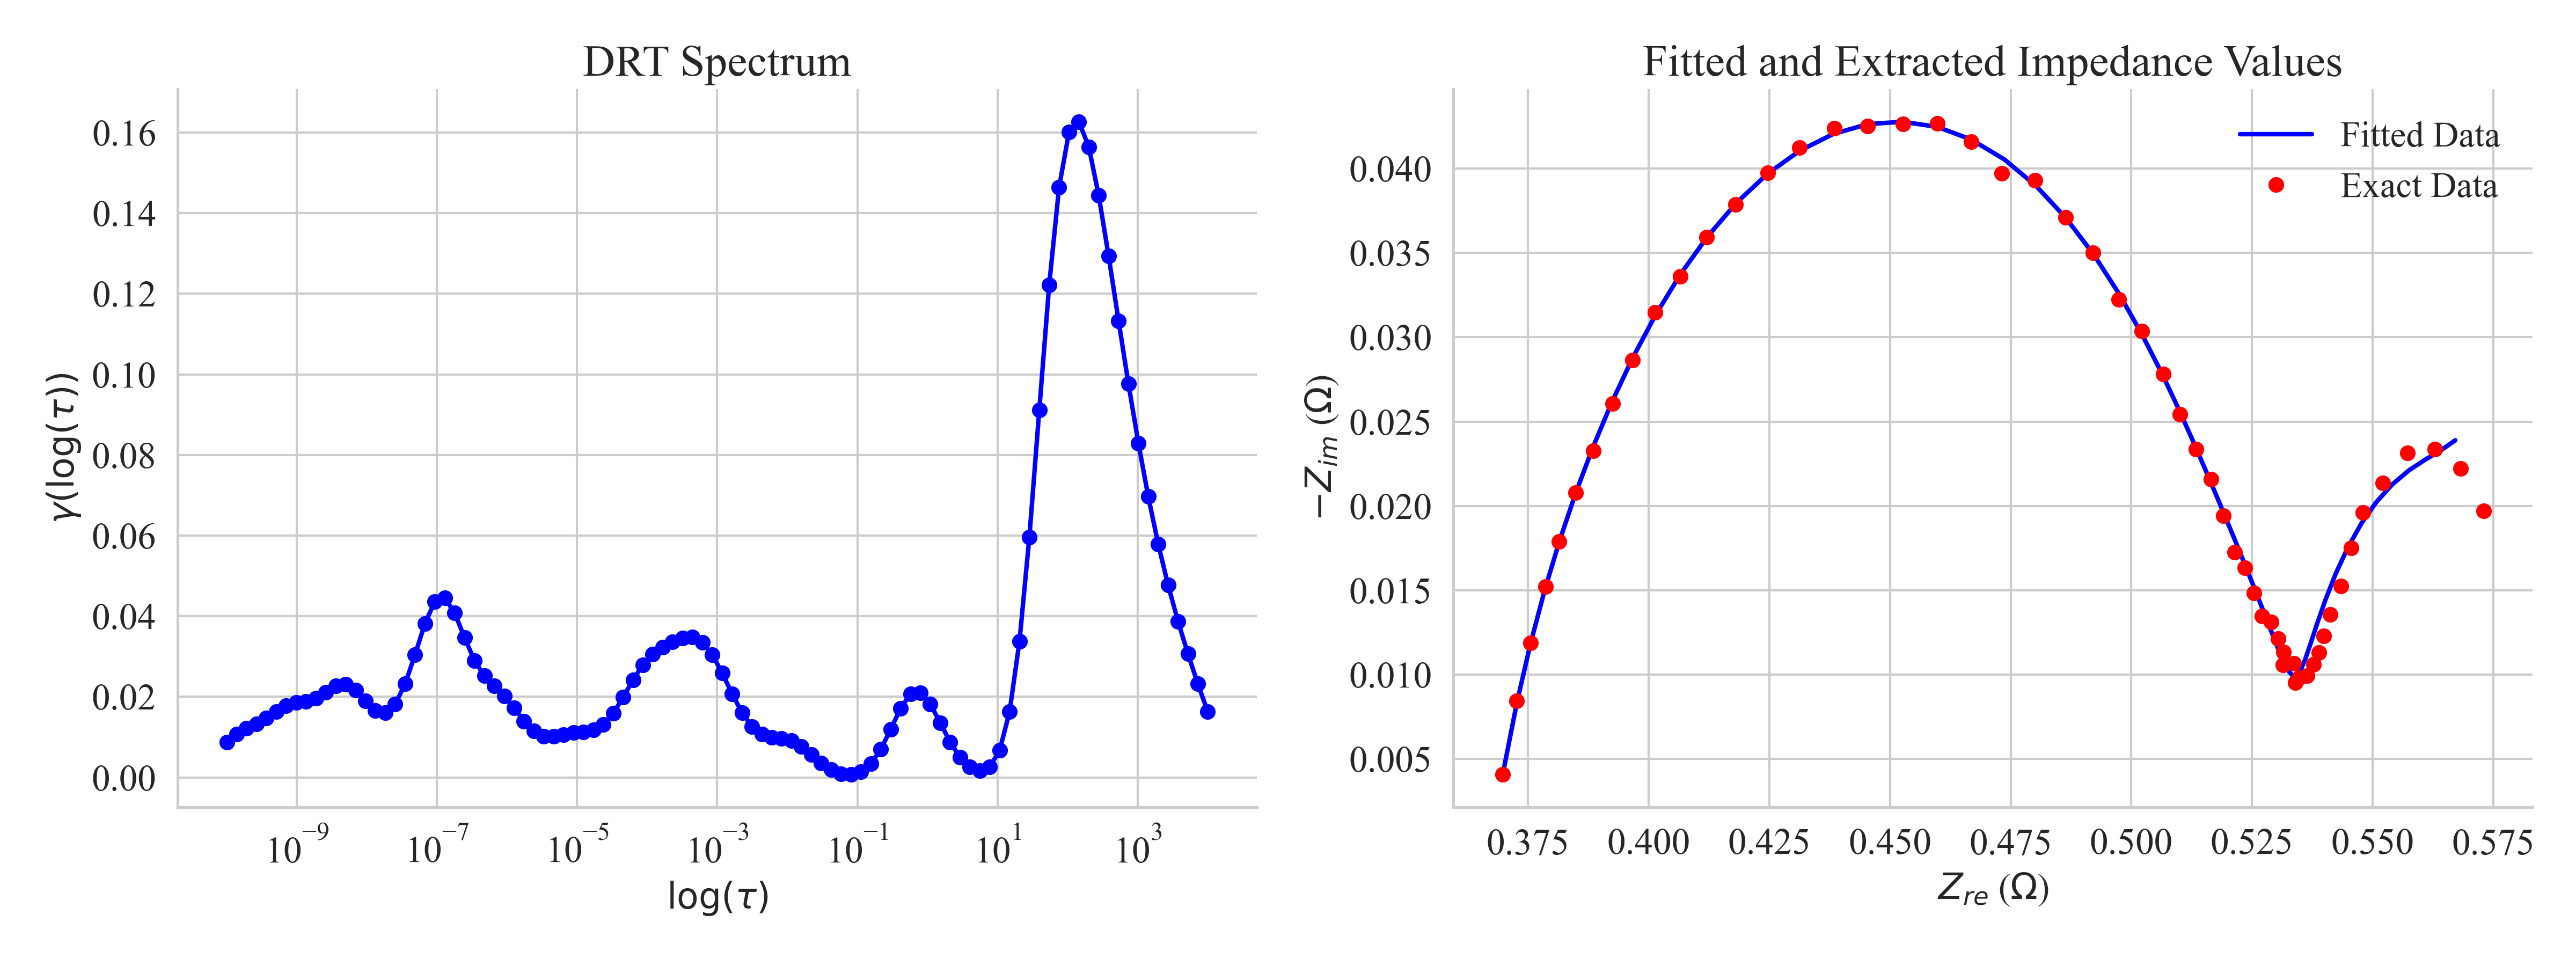 DRT Spectrum
γ(log(τ))
0.16
0.14
0.12
0.10
0.08
0.06
0.04
0.02
0.00
10⁻⁹ 10⁻⁷ 10⁻⁵ 10⁻³ 10⁻¹ 10¹ 10³
log(τ)
Fitted and Extracted Impedance Values
Fitted Data
Exact Data
−Z_im (Ω)
0.040
0.035
0.030
0.025
0.020
0.015
0.010
0.005
0.375 0.400 0.425 0.450 0.475 0.500 0.525 0.550 0.575
Z_re (Ω)